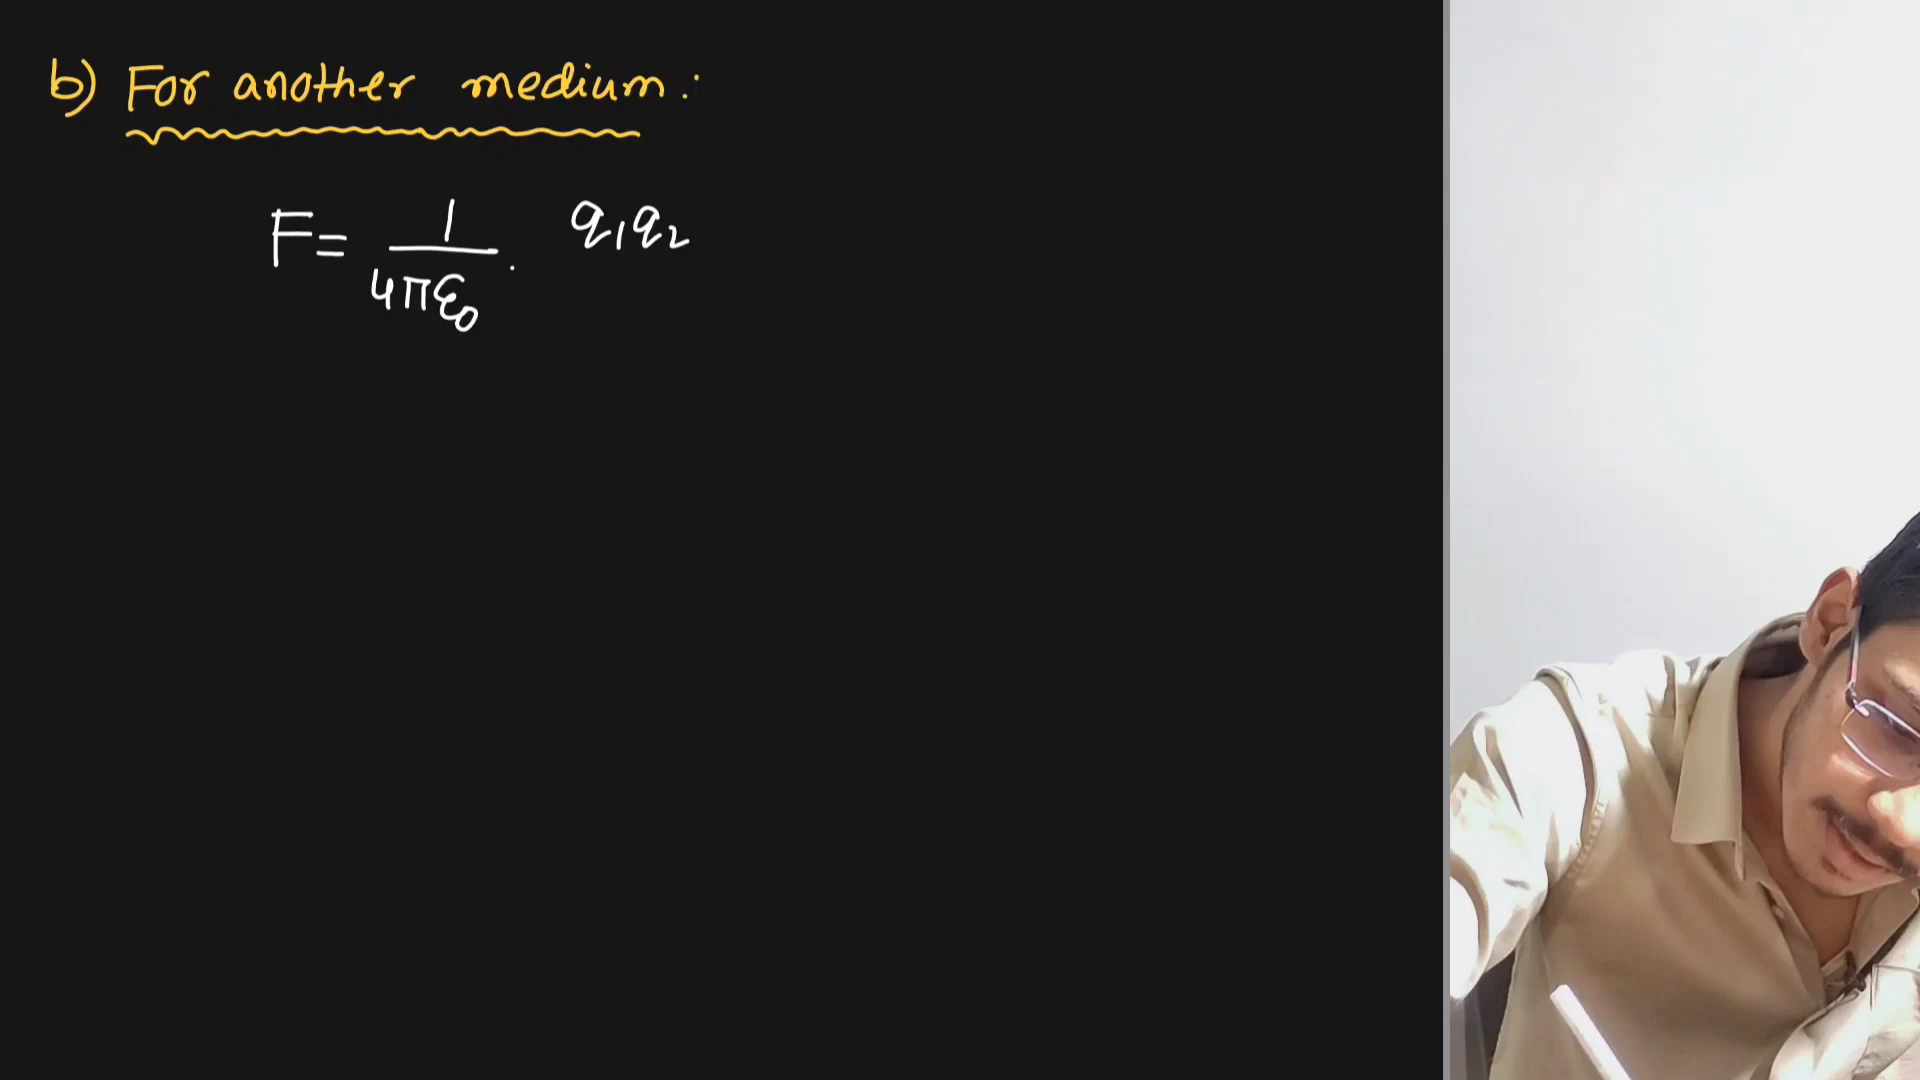 b) For another medium:
F = 1/4πε₀ . q₁q₂